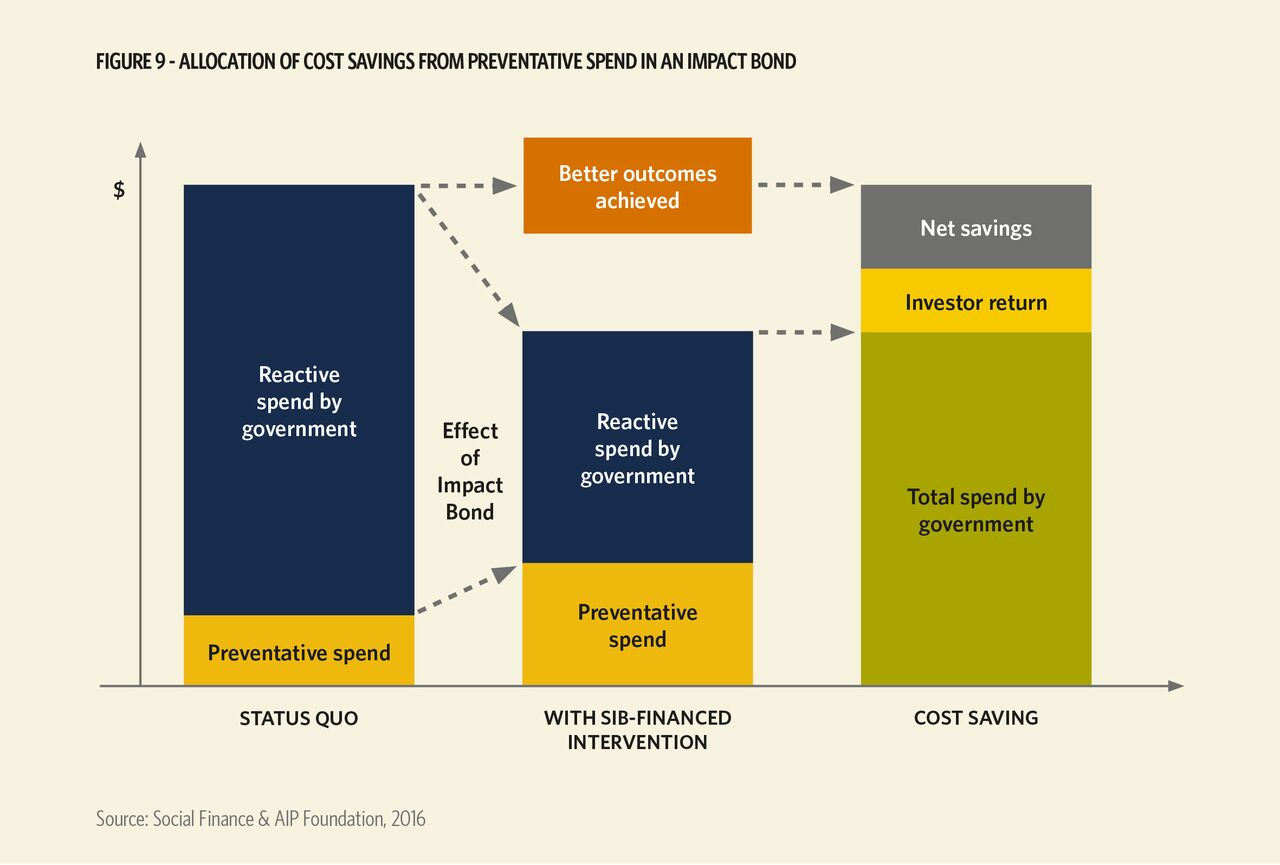 FIGURE 9 - ALLOCATION OF COST SAVINGS FROM PREVENTATIVE SPEND IN AN IMPACT BOND
$
Reactive
spend by
government
Preventative spend
Effect
of
Impact
Bond
Better outcomes
achieved
Reactive
spend by
government
Preventative
spend
Net savings
Investor return
Total spend by
government
STATUS QUO
WITH SIB-FINANCED
INTERVENTION
COST SAVING
Source: Social Finance & AIP Foundation, 2016